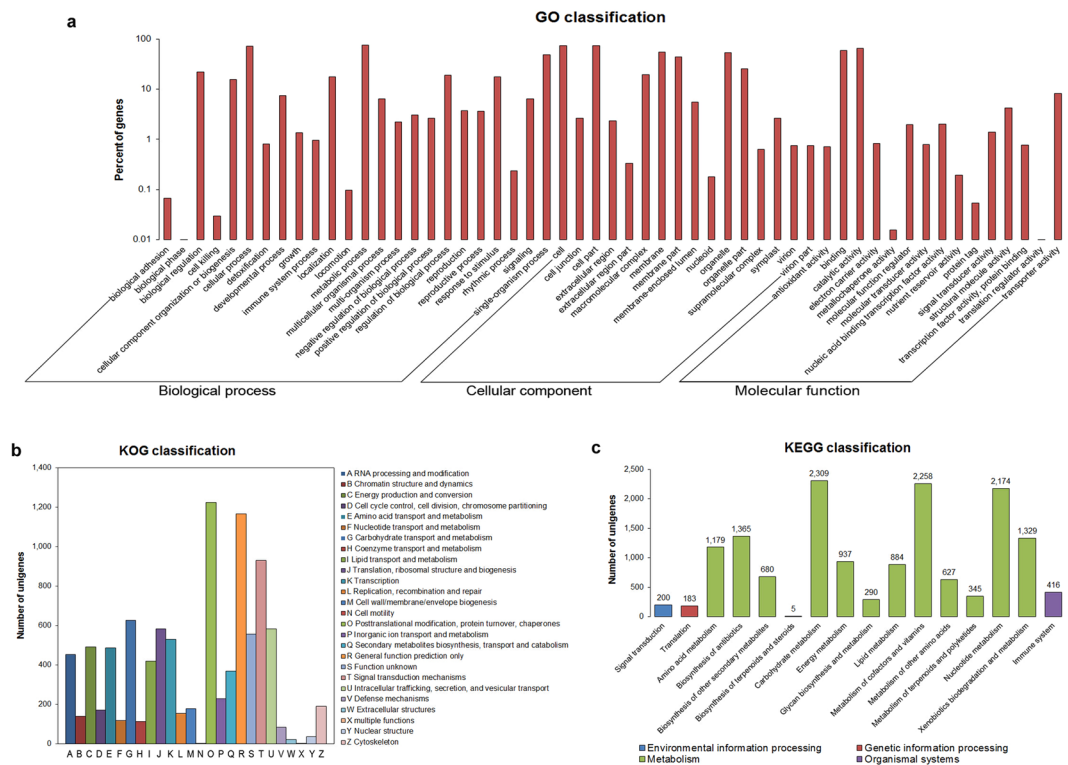 a
GO classification
Percent of genes
100
10
1
0.1
0.01
biological adhesion
biological phase
biological regulation
cell killing
cellular component organization or biogenesis
cellular process
detoxification
developmental process
growth
immune system process
localization
locomotion
metabolic process
multicellular organismal process
multi-organism process
negative regulation of biological process
positive regulation of biological process
regulation of biological process
reproduction
reproductive process
response to stimulus
rhythmic process
signaling
single-organism process
cell
cell junction
cell part
extracellular region
extracellular region part
macromolecular complex
membrane
membrane part
membrane-enclosed lumen
nucleoid
organelle
organelle part
supramolecular complex
symplast
virion
virion part
antioxidant activity
binding
catalytic activity
electron carrier activity
metallochaperone activity
molecular function regulator
molecular transducer activity
nucleic acid binding transcription factor activity
nutrient reservoir activity
protein tag
signal transducer activity
structural molecule activity
transcription factor activity, protein binding
translation regulator activity
transporter activity
Biological process
Cellular component
Molecular function
b
KOG classification
Number of unigenes
1,400
1,200
1,000
800
600
400
200
0
A B C D E F G H I J K L M N O P Q R S T U V W X Y Z
A RNA processing and modification
B Chromatin structure and dynamics
C Energy production and conversion
D Cell cycle control, cell division, chromosome partitioning
E Amino acid transport and metabolism
F Nucleotide transport and metabolism
G Carbohydrate transport and metabolism
H Coenzyme transport and metabolism
I Lipid transport and metabolism
J Translation, ribosomal structure and biogenesis
K Transcription
L Replication, recombination and repair
M Cell wall/membrane/envelope biogenesis
N Cell motility
O Posttranslational modification, protein turnover, chaperones
P Inorganic ion transport and metabolism
Q Secondary metabolites biosynthesis, transport and catabolism
R General function prediction only
S Function unknown
T Signal transduction mechanisms
U Intracellular trafficking, secretion, and vesicular transport
V Defense mechanisms
W Extracellular structures
X multiple functions
Y Nuclear structure
Z Cytoskeleton
c
KEGG classification
Number of unigenes
2,500
2,000
1,500
1,000
500
0
200
183
1,179
1,365
680
5
2,309
937
290
884
2,258
627
345
2,174
1,329
416
Signal transduction
Translation
Amino acid metabolism
Biosynthesis of antibiotics
Biosynthesis of other secondary metabolites
Biosynthesis of terpenoids and steroids
Carbohydrate metabolism
Energy metabolism
Glycan biosynthesis and metabolism
Lipid metabolism
Metabolism of cofactors and vitamins
Metabolism of other amino acids
Metabolism of terpenoids and polyketides
Nucleotide metabolism
Xenobiotics biodegradation and metabolism
Immune system
Environmental information processing
Genetic information processing
Metabolism
Organismal systems